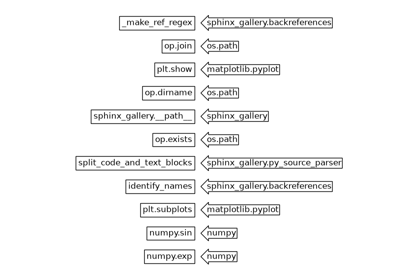 _make_ref_regex sphinx_gallery.backreferences
op.join os.path
plt.show matplotlib.pyplot
op.dirname os.path
sphinx_gallery.__path__ sphinx_gallery
op.exists os.path
split_code_and_text_blocks sphinx_gallery.py_source_parser
identify_names sphinx_gallery.backreferences
plt.subplots matplotlib.pyplot
numpy.sin numpy
numpy.exp numpy